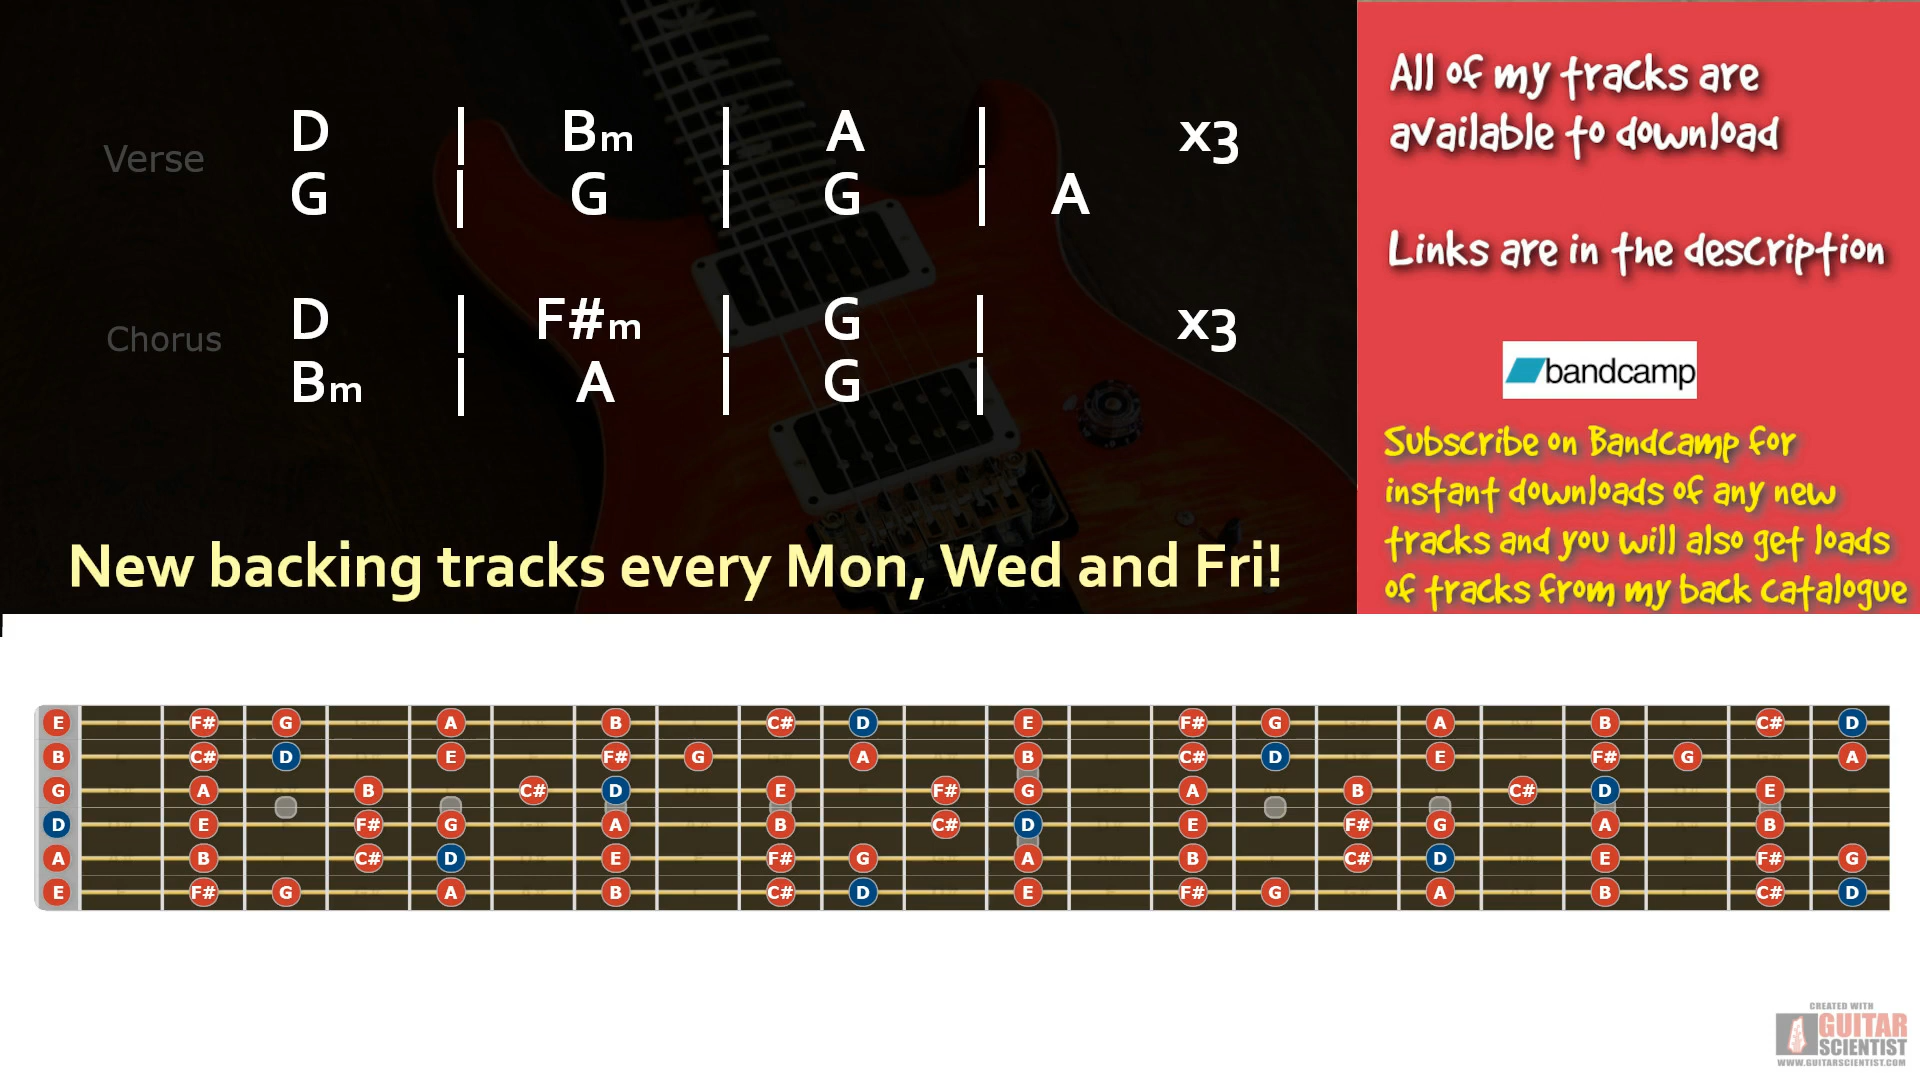 Verse
D | Bm | A | x3
G | G | G | A
Chorus
D | F#m | G | x3
Bm | A | G |
New backing tracks every Mon, Wed and Fri!
All of my tracks are
available to download
Links are in the description
bandcamp
Subscribe on Bandcamp for
instant downloads of any new
tracks and you will also get loads
of tracks from my back catalogue
E F# G A B C# D E F# G A B C# D
B C# D E F# G A B C# D E F# G A
G A B C# D E F# G A B C# D E
D E F# G A B C# D E F# G A B
A B C# D E F# G A B C# D E F# G
E F# G A B C# D E F# G A B C# D
CREATED WITH
GUITAR
SCIENTIST
WWW.GUITARSCIENTIST.COM